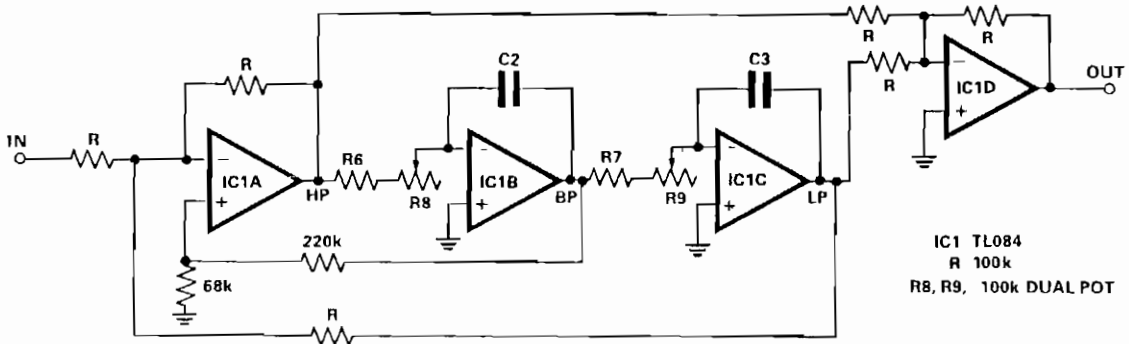 R
R
R
IC1D
OUT
R
C2
C3
IN
R
IC1A
HP
R6
R8
IC1B
BP
R7
R9
IC1C
LP
220k
68k
R
IC1 TL084
R 100k
R8, R9, 100k DUAL POT